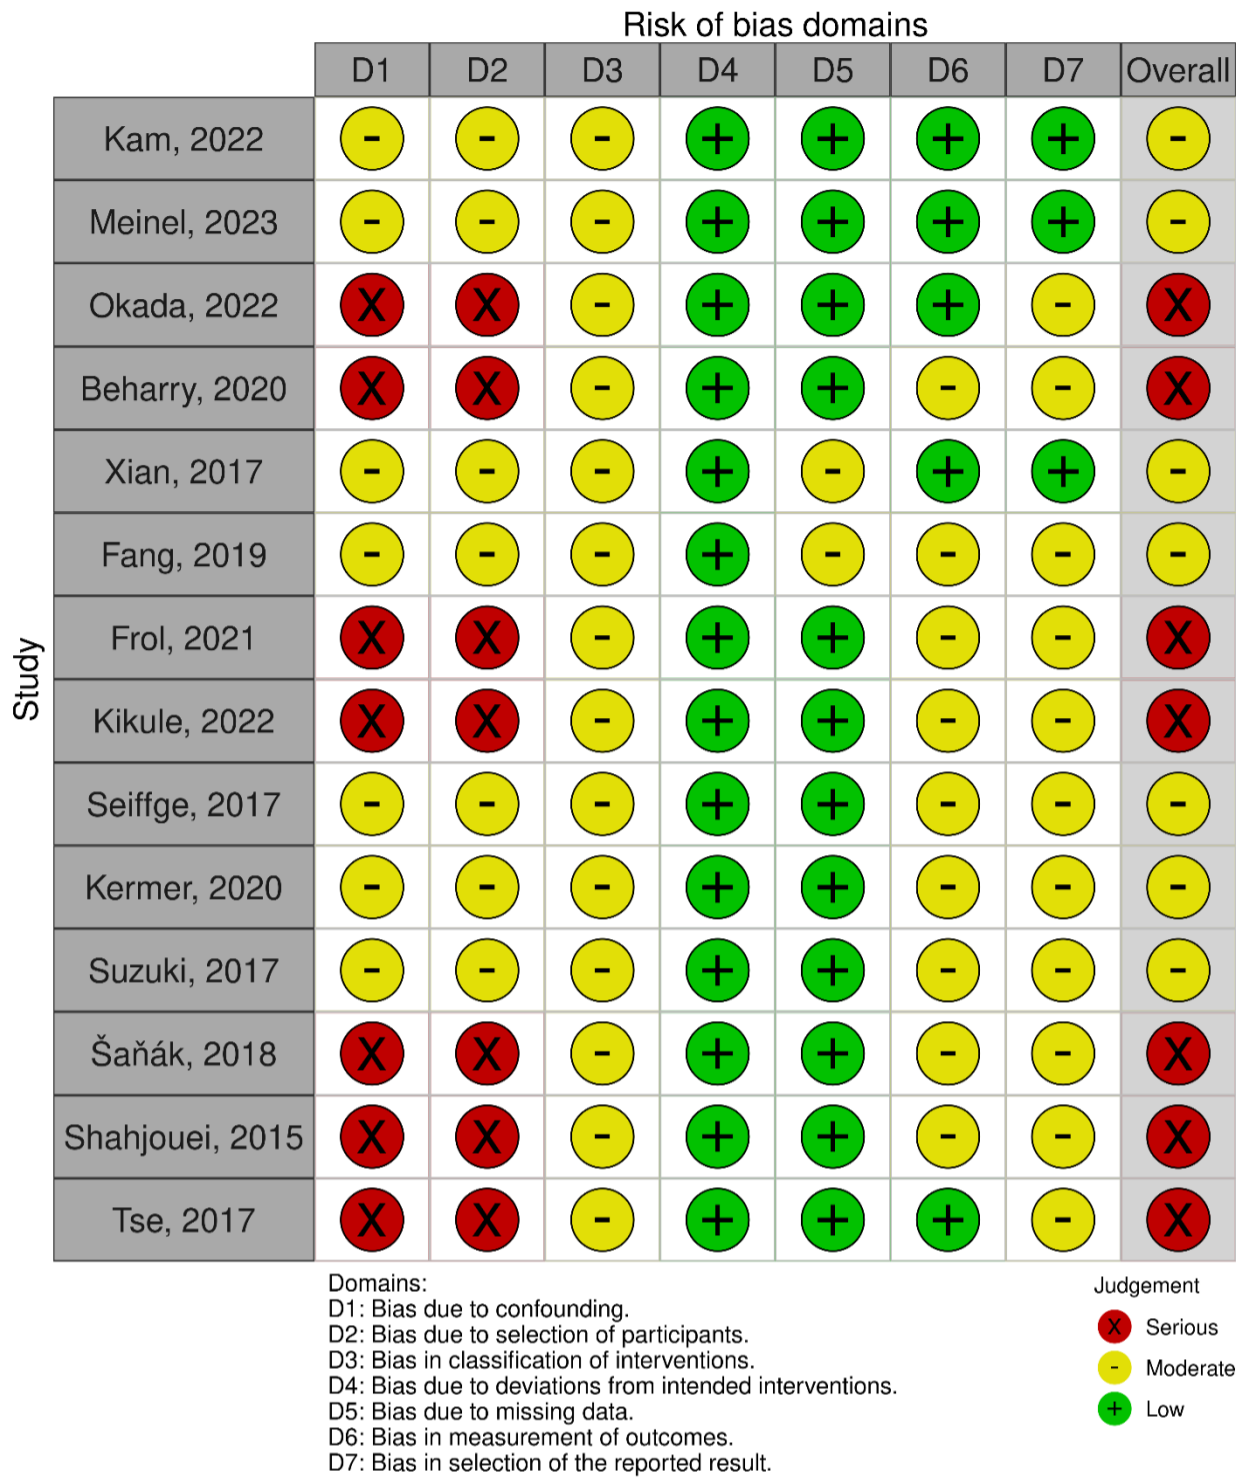 Risk of bias domains
D1 D2 D3 D4 D5 D6 D7 Overall
Study
Kam, 2022 - - - + + + + -
Meinel, 2023 - - - + + + + -
Okada, 2022 X X - + + + - X
Beharry, 2020 X X - + + - - X
Xian, 2017 - - - + - + + -
Fang, 2019 - - - + - - - -
Frol, 2021 X X - + + - - X
Kikule, 2022 X X - + + - - X
Seiffge, 2017 - - - + + - - -
Kermer, 2020 - - - + + - - -
Suzuki, 2017 - - - + + - - -
Šaňák, 2018 X X - + + - - X
Shahjouei, 2015 X X - + + - - X
Tse, 2017 X X - + + + - X
Domains:
D1: Bias due to confounding.
D2: Bias due to selection of participants.
D3: Bias in classification of interventions.
D4: Bias due to deviations from intended interventions.
D5: Bias due to missing data.
D6: Bias in measurement of outcomes.
D7: Bias in selection of the reported result.
Judgement
X Serious
- Moderate
+ Low